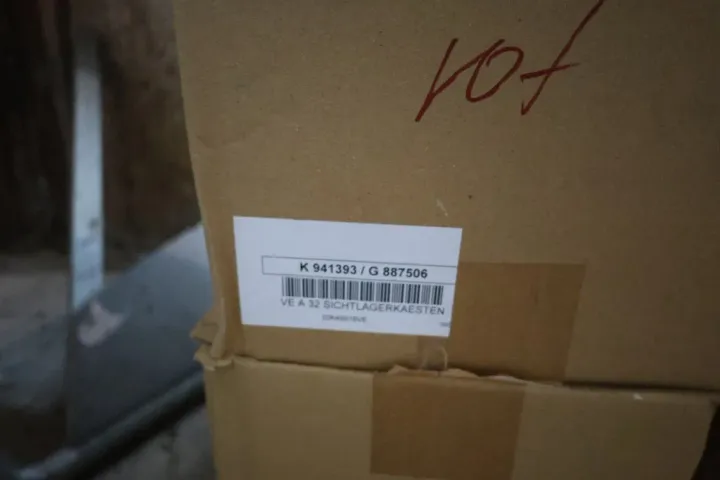 rot
K 941393 / G 887506
VE A 32 SICHTLAGERKAESTEN